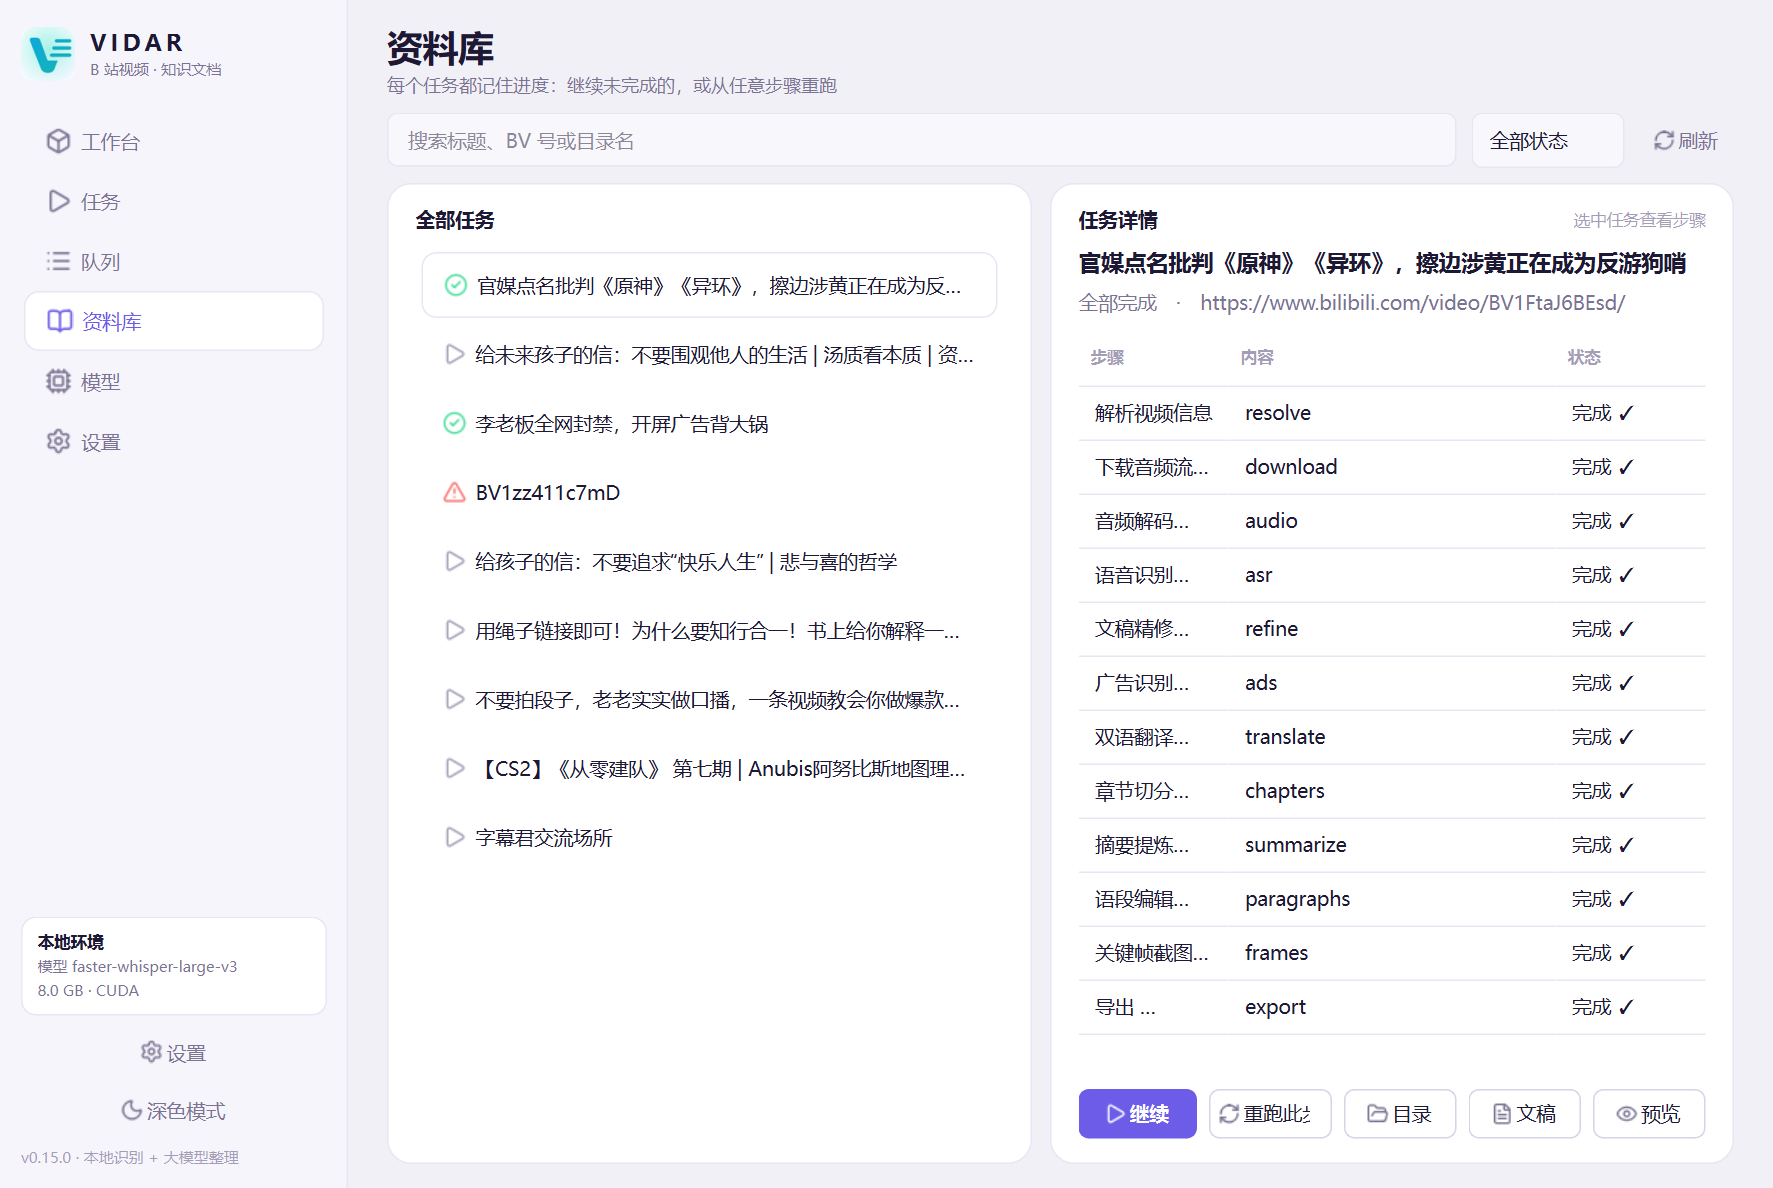 VIDAR
B 站视频 · 知识文档
工作台
任务
队列
资料库
模型
设置
本地环境
模型 faster-whisper-large-v3
8.0 GB · CUDA
设置
深色模式
v0.15.0 · 本地识别 + 大模型整理
资料库
每个任务都记住进度：继续未完成的，或从任意步骤重跑
搜索标题、BV 号或目录名
全部状态
刷新
全部任务
官媒点名批判《原神》《异环》，擦边涉黄正在成为反...
给未来孩子的信：不要围观他人的生活 | 汤质看本质 | 资...
李老板全网封禁，开屏广告背大锅
BV1zz411c7mD
给孩子的信：不要追求“快乐人生” | 悲与喜的哲学
用绳子链接即可！为什么要知行合一！书上给你解释一...
不要拍段子，老老实实做口播，一条视频教会你做爆款...
【CS2】《从零建队》 第七期 | Anubis阿努比斯地图理...
字幕君交流场所
任务详情
选中任务查看步骤
官媒点名批判《原神》《异环》，擦边涉黄正在成为反游狗哨
全部完成 · https://www.bilibili.com/video/BV1FtaJ6BEsd/
步骤 内容 状态
解析视频信息 resolve 完成 ✓
下载音频流... download 完成 ✓
音频解码... audio 完成 ✓
语音识别... asr 完成 ✓
文稿精修... refine 完成 ✓
广告识别... ads 完成 ✓
双语翻译... translate 完成 ✓
章节切分... chapters 完成 ✓
摘要提炼... summarize 完成 ✓
语段编辑... paragraphs 完成 ✓
关键帧截图... frames 完成 ✓
导出 ... export 完成 ✓
继续
重跑此
目录
文稿
预览